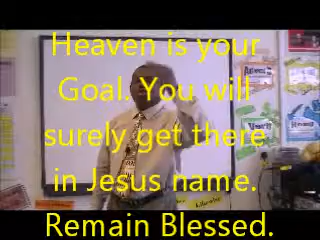 Heaven is your
Goal. You will
surely get there
in Jesus name.
Remain Blessed.